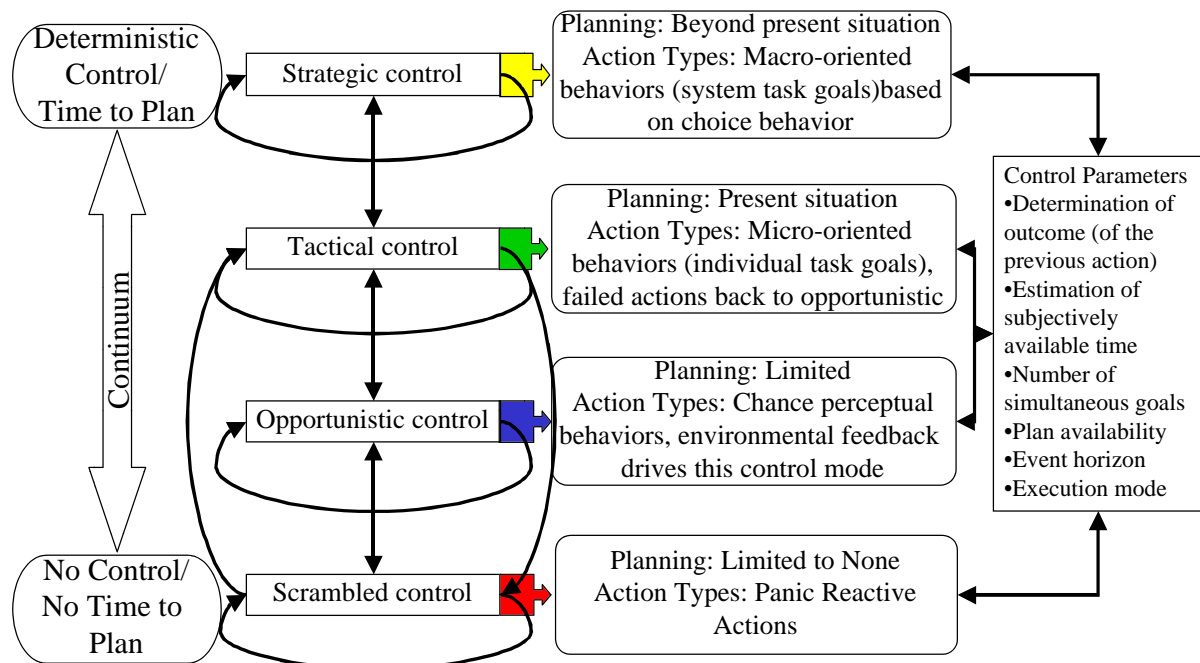 Deterministic
Control/
Time to Plan
Continuum
No Control/
No Time to
Plan
Strategic control
Tactical control
Opportunistic control
Scrambled control
Planning: Beyond present situation
Action Types: Macro-oriented
behaviors (system task goals)based
on choice behavior
Planning: Present situation
Action Types: Micro-oriented
behaviors (individual task goals),
failed actions back to opportunistic
Planning: Limited
Action Types: Chance perceptual
behaviors, environmental feedback
drives this control mode
Planning: Limited to None
Action Types: Panic Reactive
Actions
Control Parameters
•Determination of
outcome (of the
previous action)
•Estimation of
subjectively
available time
•Number of
simultaneous goals
•Plan availability
•Event horizon
•Execution mode